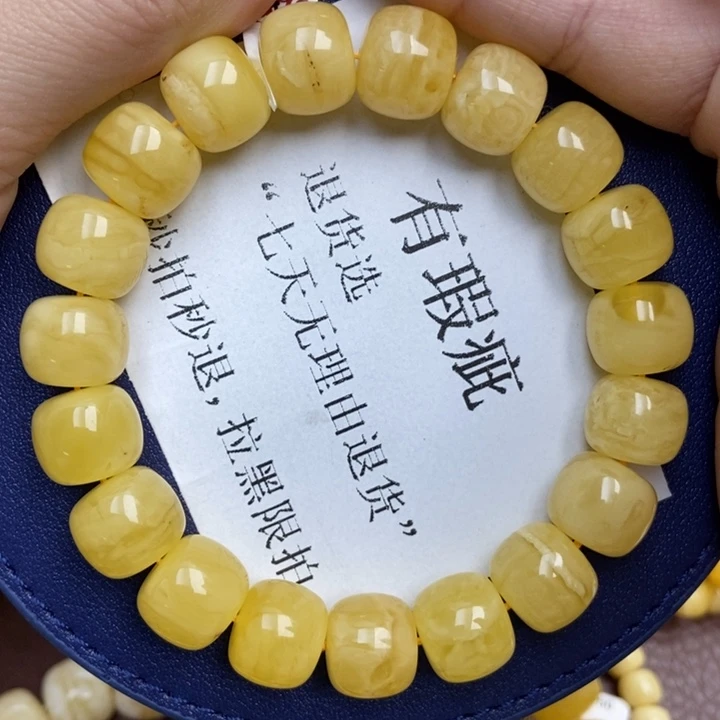 有瑕疵
退货选
“七天无理由退货”
秒拍秒退，拉黑限拍